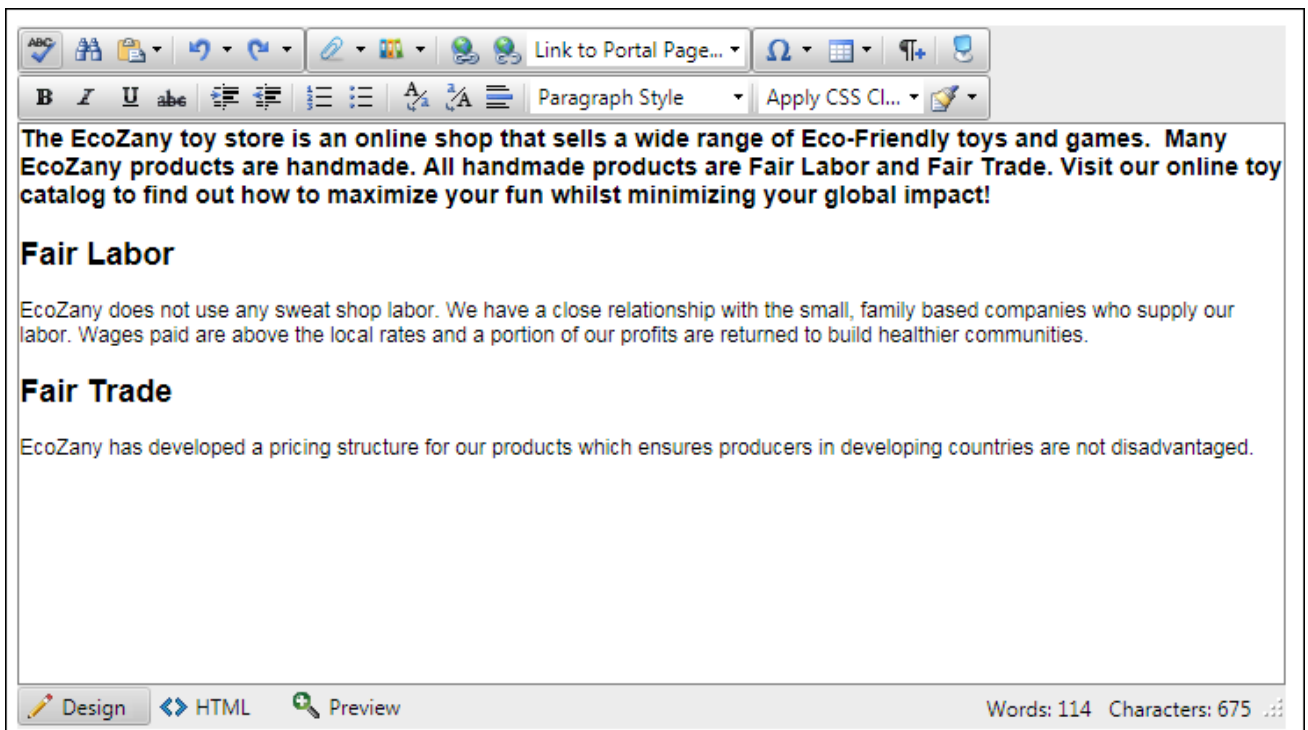 ABC
Link to Portal Page... Ω ¶+
B I U abc Paragraph Style Apply CSS Cl...
The EcoZany toy store is an online shop that sells a wide range of Eco-Friendly toys and games.  Many
EcoZany products are handmade. All handmade products are Fair Labor and Fair Trade. Visit our online toy
catalog to find out how to maximize your fun whilst minimizing your global impact!
Fair Labor
EcoZany does not use any sweat shop labor. We have a close relationship with the small, family based companies who supply our
labor. Wages paid are above the local rates and a portion of our profits are returned to build healthier communities.
Fair Trade
EcoZany has developed a pricing structure for our products which ensures producers in developing countries are not disadvantaged.
Design <> HTML Preview Words: 114 Characters: 675